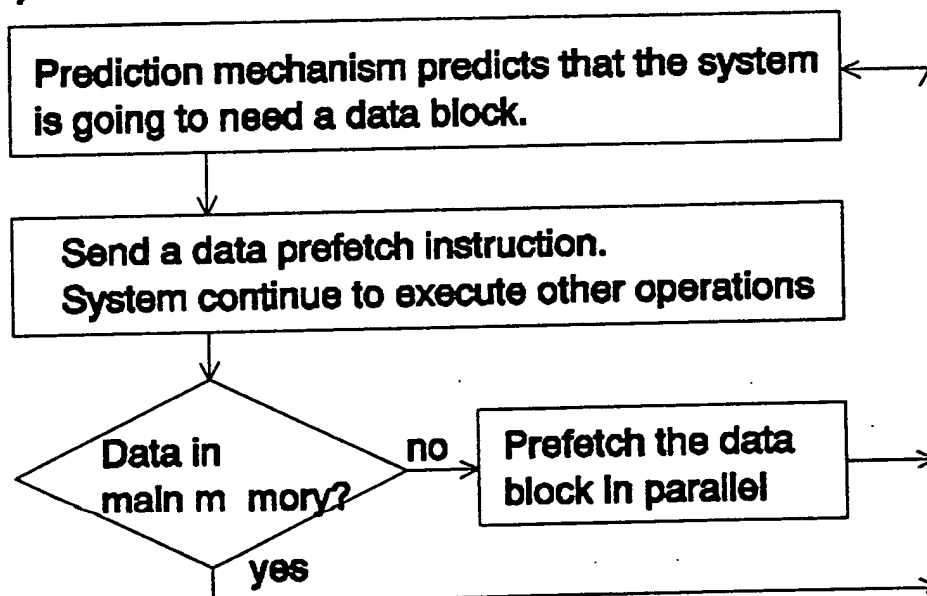 Prediction mechanism predicts that the system
is going to need a data block.
Send a data prefetch instruction.
System continue to execute other operations
Data in
main m mory?
no
Prefetch the data
block in parallel
yes